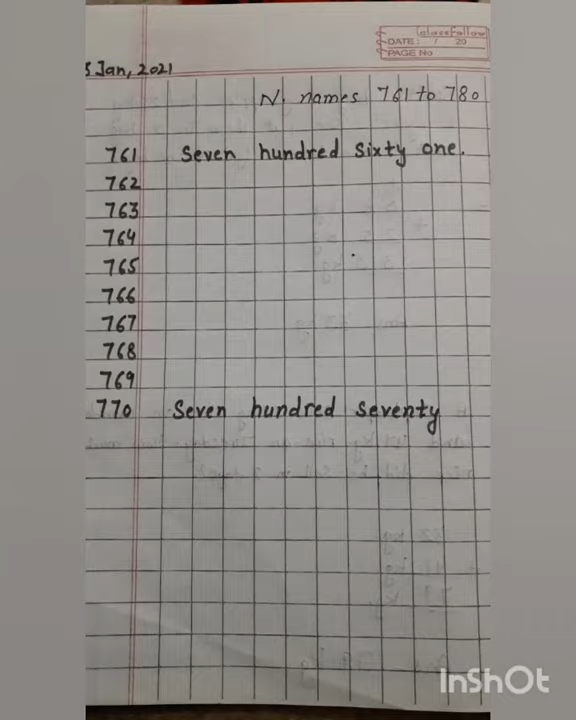 classfellow
DATE: / 20
PAGE No
5 Jan, 2021
N. names 761 to 780
761 Seven hundred sixty one.
762
763
764
765
766
767
768
769
770 Seven hundred seventy
InShOt